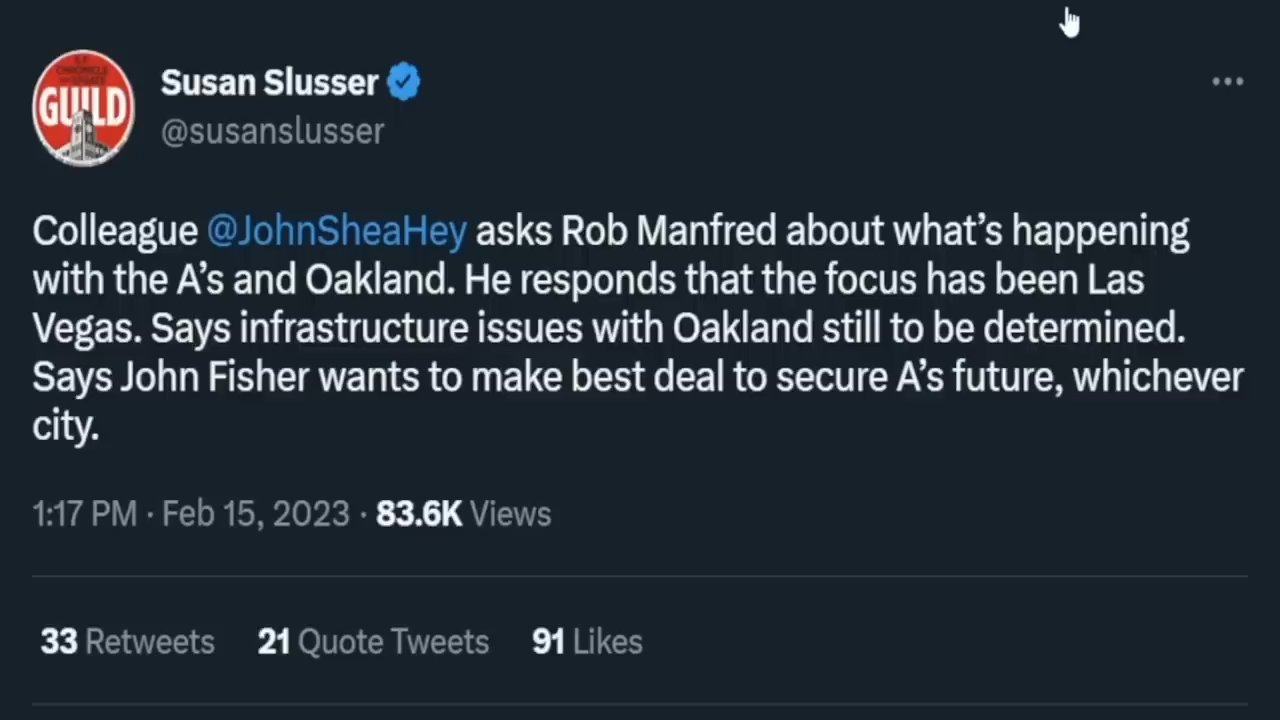 GUILD
Susan Slusser
@susanslusser
Colleague @JohnSheaHey asks Rob Manfred about what's happening
with the A's and Oakland. He responds that the focus has been Las
Vegas. Says infrastructure issues with Oakland still to be determined.
Says John Fisher wants to make best deal to secure A's future, whichever
city.
1:17 PM · Feb 15, 2023 · 83.6K Views
33 Retweets 21 Quote Tweets 91 Likes